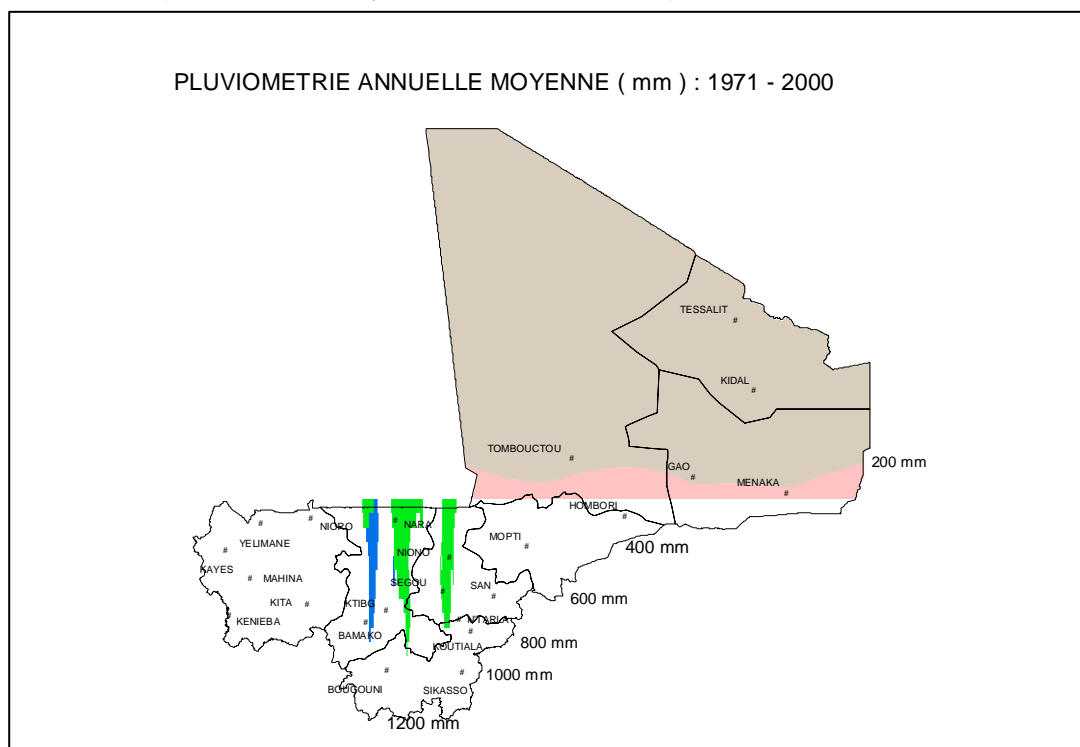 PLUVIOMETRIE ANNUELLE MOYENNE ( mm ) : 1971 - 2000
TESSALIT
KIDAL
TOMBOUCTOU
200 mm
GAO
MENAKA
HOMBORI
NIORO
NARA
MOPTI
YELIMANE
NIONO
400 mm
KAYES
MAHINA
SEGOU
SAN
600 mm
KITA
KTIBG
KENIEBA
NTARLA
BAMAKO
KOUTIALA
800 mm
1000 mm
BOUGOUNI
SIKASSO
1200 mm